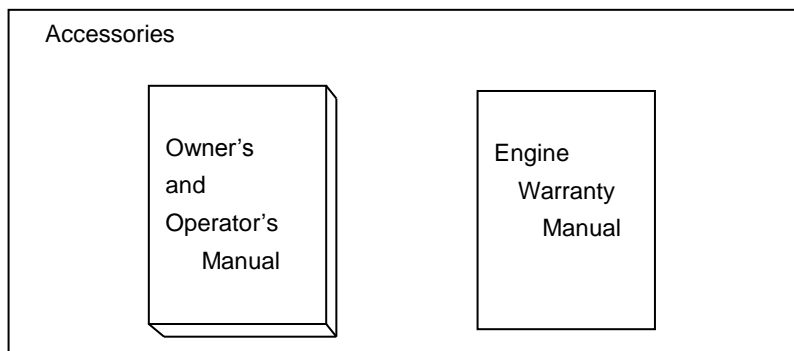 Accessories
Owner’s
and
Operator’s
Manual
Engine
Warranty
Manual